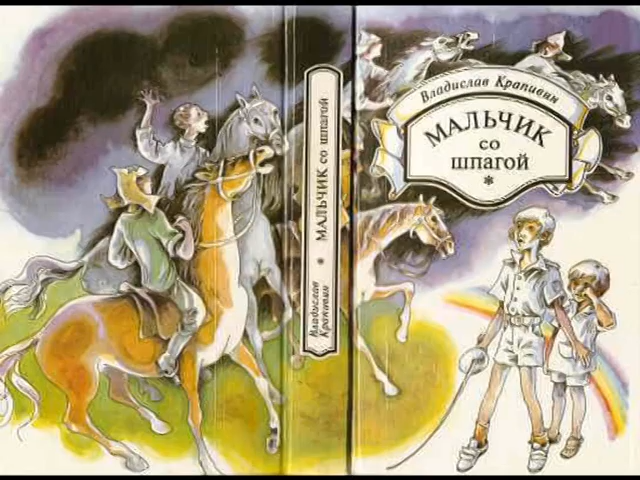 Владислав Крапивин
МАЛЬЧИК
СО
ШПАГОЙ
*
Владислав
Крапивин
* МАЛЬЧИК СО ШПАГОЙ